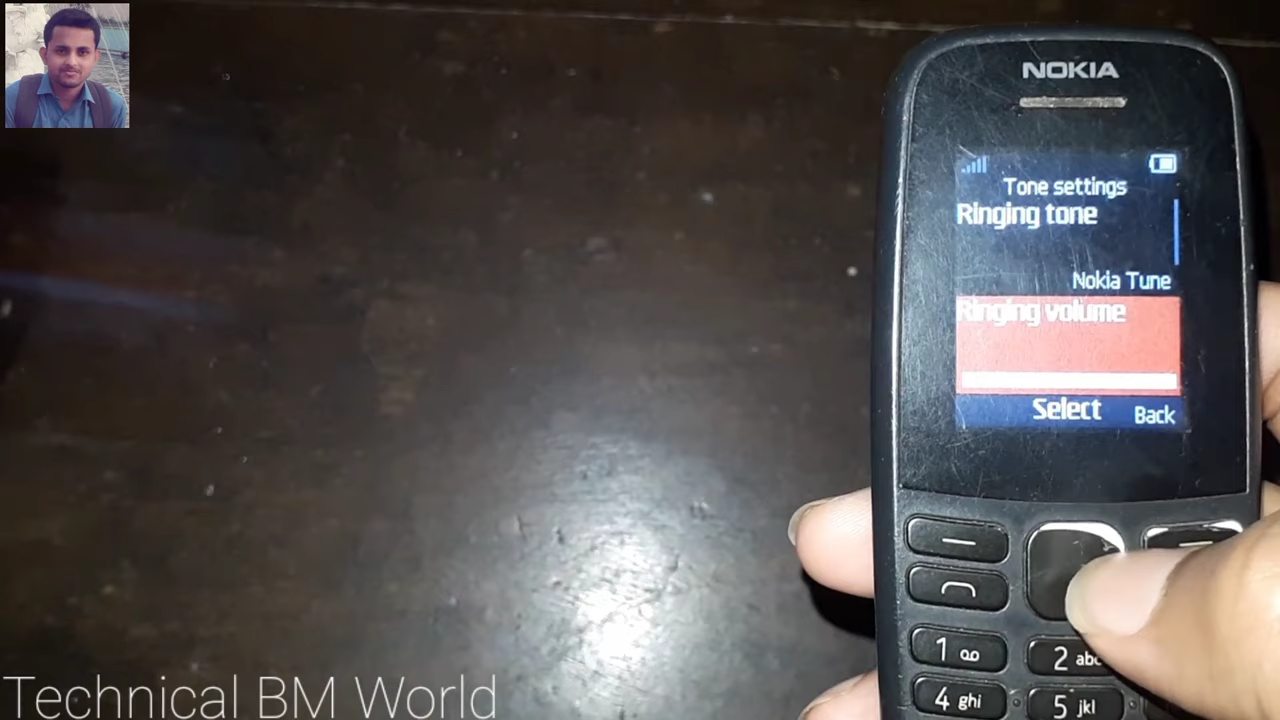 NOKIA
Tone settings
Ringing tone
Nokia Tune
Ringing volume
Select
Back
1
2 abc
4 ghi
5 jkl
Technical BM World